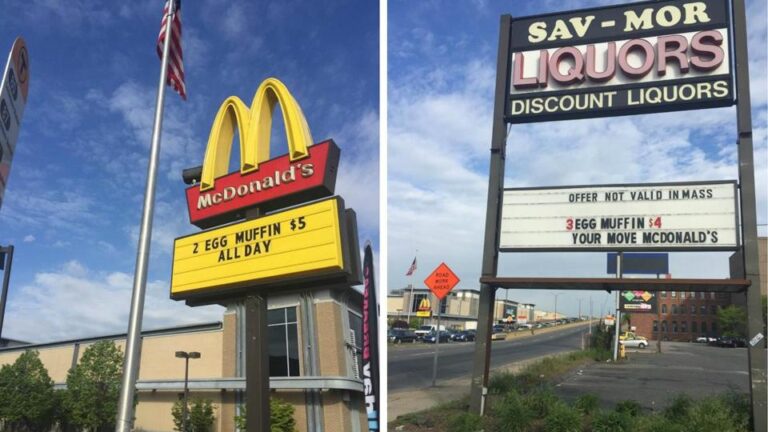 McDonald's
2 EGG MUFFIN $5
ALL DAY
SAV-MOR
LIQUORS
DISCOUNT LIQUORS
OFFER NOT VALID IN MASS
3 EGG MUFFIN $4
YOUR MOVE MCDONALD'S
ROAD
WORK
AHEAD